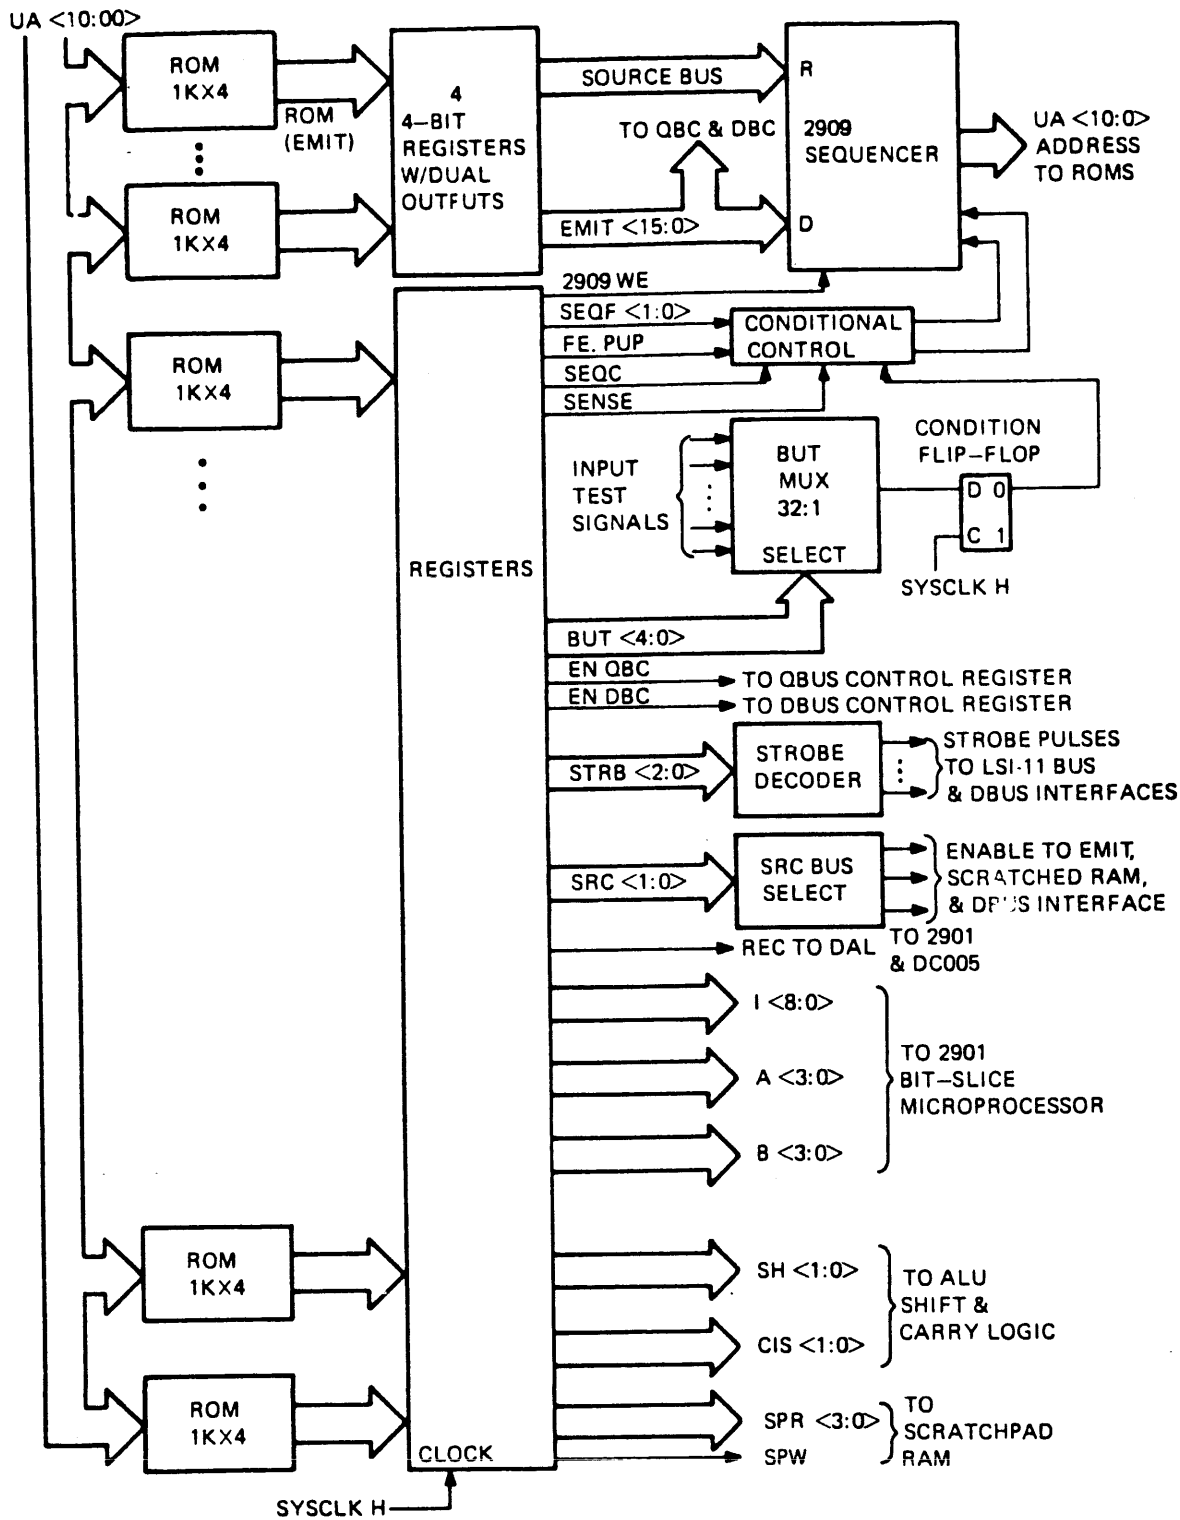 UA <10:00>
ROM
1KX4
ROM
(EMIT)
ROM
1KX4
4
4-BIT
REGISTERS
W/DUAL
OUTFUTS
SOURCE BUS
TO QBC & DBC
EMIT <15:0>
R
2909
SEQUENCER
D
UA <10:0>
ADDRESS
TO ROMS
2909 WE
SEQF <1:0>
FE. PUP
SEQC
SENSE
CONDITIONAL
CONTROL
ROM
1KX4
INPUT
TEST
SIGNALS
BUT
MUX
32:1
SELECT
CONDITION
FLIP-FLOP
D 0
C 1
SYSCLK H
REGISTERS
BUT <4:0>
EN QBC
TO QBUS CONTROL REGISTER
EN DBC
TO DBUS CONTROL REGISTER
STRB <2:0>
STROBE
DECODER
STROBE PULSES
TO LSI-11 BUS
& DBUS INTERFACES
SRC <1:0>
SRC BUS
SELECT
ENABLE TO EMIT,
SCRATCHED RAM,
& DBUS INTERFACE
REC TO DAL
TO 2901
& DC005
I <8:0>
A <3:0>
B <3:0>
TO 2901
BIT-SLICE
MICROPROCESSOR
ROM
1KX4
SH <1:0>
CIS <1:0>
TO ALU
SHIFT &
CARRY LOGIC
ROM
1KX4
SPR <3:0>
SPW
TO
SCRATCHPAD
RAM
CLOCK
SYSCLK H